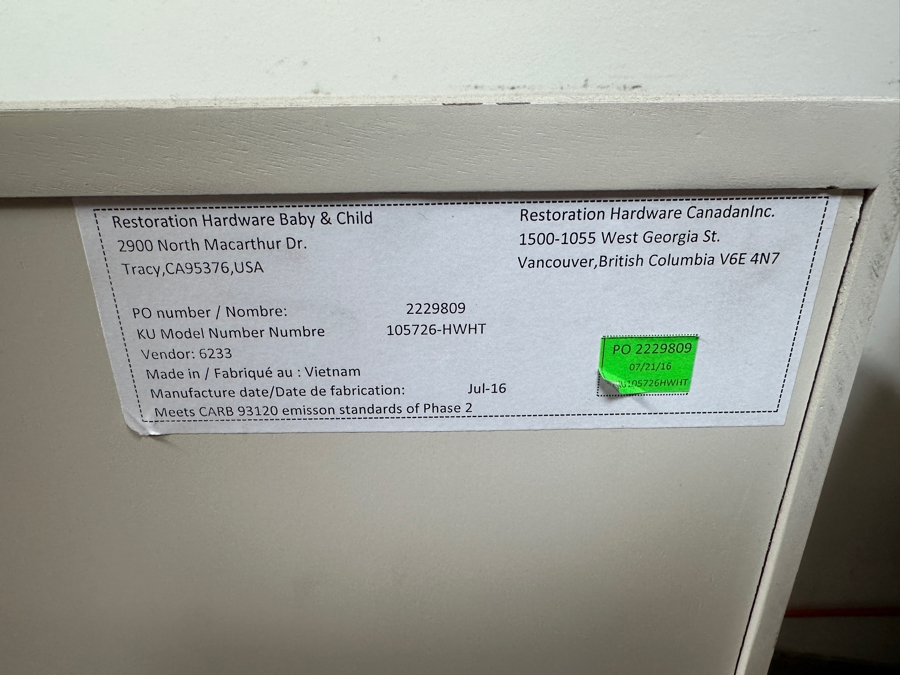 Restoration Hardware Baby & Child
2900 North Macarthur Dr.
Tracy,CA95376,USA
Restoration Hardware CanadanInc.
1500-1055 West Georgia St.
Vancouver,British Columbia V6E 4N7
PO number / Nombre: 2229809
KU Model Number Numbre 105726-HWHT
Vendor: 6233
Made in / Fabriqué au : Vietnam
Manufacture date/Date de fabrication: Jul-16
Meets CARB 93120 emisson standards of Phase 2
PO 2229809
07/21/16
105726HWHT